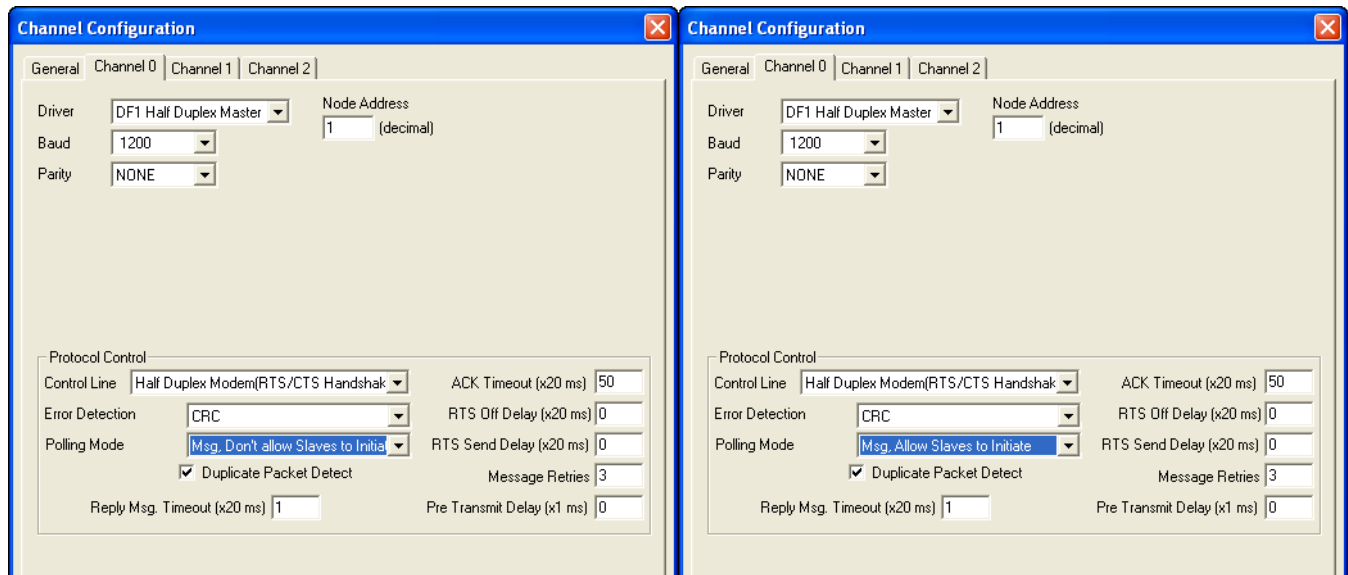 Channel Configuration
General Channel 0 Channel 1 Channel 2
Driver DF1 Half Duplex Master Node Address
1 (decimal)
Baud 1200
Parity NONE
Protocol Control
Control Line Half Duplex Modem(RTS/CTS Handshak ACK Timeout (x20 ms) 50
Error Detection CRC RTS Off Delay (x20 ms) 0
Polling Mode Msg, Don't allow Slaves to Initial RTS Send Delay (x20 ms) 0
Duplicate Packet Detect Message Retries 3
Reply Msg. Timeout (x20 ms) 1 Pre Transmit Delay (x1 ms) 0
Channel Configuration
General Channel 0 Channel 1 Channel 2
Driver DF1 Half Duplex Master Node Address
1 (decimal)
Baud 1200
Parity NONE
Protocol Control
Control Line Half Duplex Modem(RTS/CTS Handshak ACK Timeout (x20 ms) 50
Error Detection CRC RTS Off Delay (x20 ms) 0
Polling Mode Msg, Allow Slaves to Initiate RTS Send Delay (x20 ms) 0
Duplicate Packet Detect Message Retries 3
Reply Msg. Timeout (x20 ms) 1 Pre Transmit Delay (x1 ms) 0